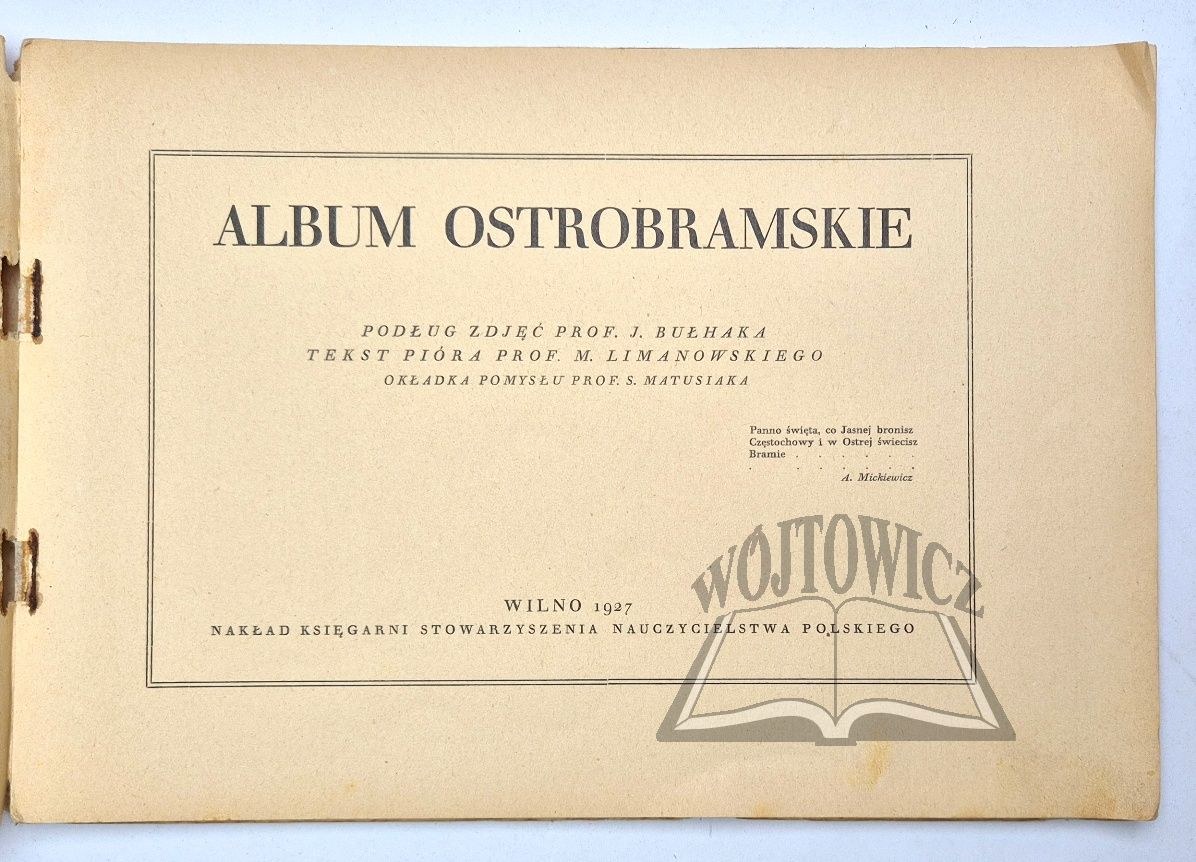 ALBUM OSTROBRAMSKIE
PODŁUG ZDJĘĆ PROF. J. BUŁHAKA
TEKST PIÓRA PROF. M. LIMANOWSKIEGO
OKŁADKA POMYSŁU PROF. S. MATUSIAKA
Panno święta, co Jasnej bronisz
Częstochowy i w Ostrej świecisz
Bramie . . . . . .
. . . . . . . .
A. Mickiewicz
WÓJTOWICZ
WILNO 1927
NAKŁAD KSIĘGARNI STOWARZYSZENIA NAUCZYCIELSTWA POLSKIEGO